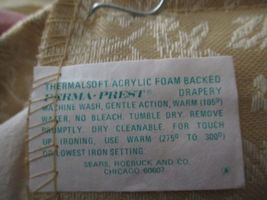 THERMALSOFT ACRYLIC FOAM BACKED
PERMA-PREST® DRAPERY
MACHINE WASH, GENTLE ACTION, WARM (105°)
WATER, NO BLEACH. TUMBLE DRY. REMOVE
PROMPTLY. DRY CLEANABLE. FOR TOUCH
UP IRONING, USE WARM (275° TO 300°)
OR LOWEST IRON SETTING.
SEARS, ROEBUCK AND CO.
CHICAGO 60607